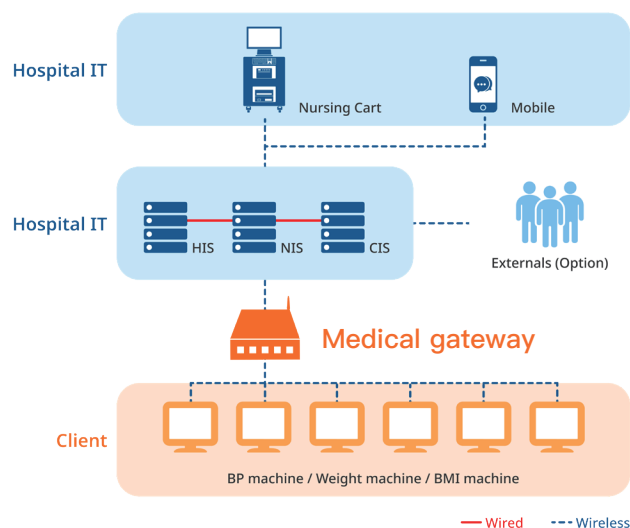 Hospital IT
Nursing Cart
Mobile
Hospital IT
HIS
NIS
CIS
Externals (Option)
Medical gateway
Client
BP machine / Weight machine / BMI machine
Wired
Wireless